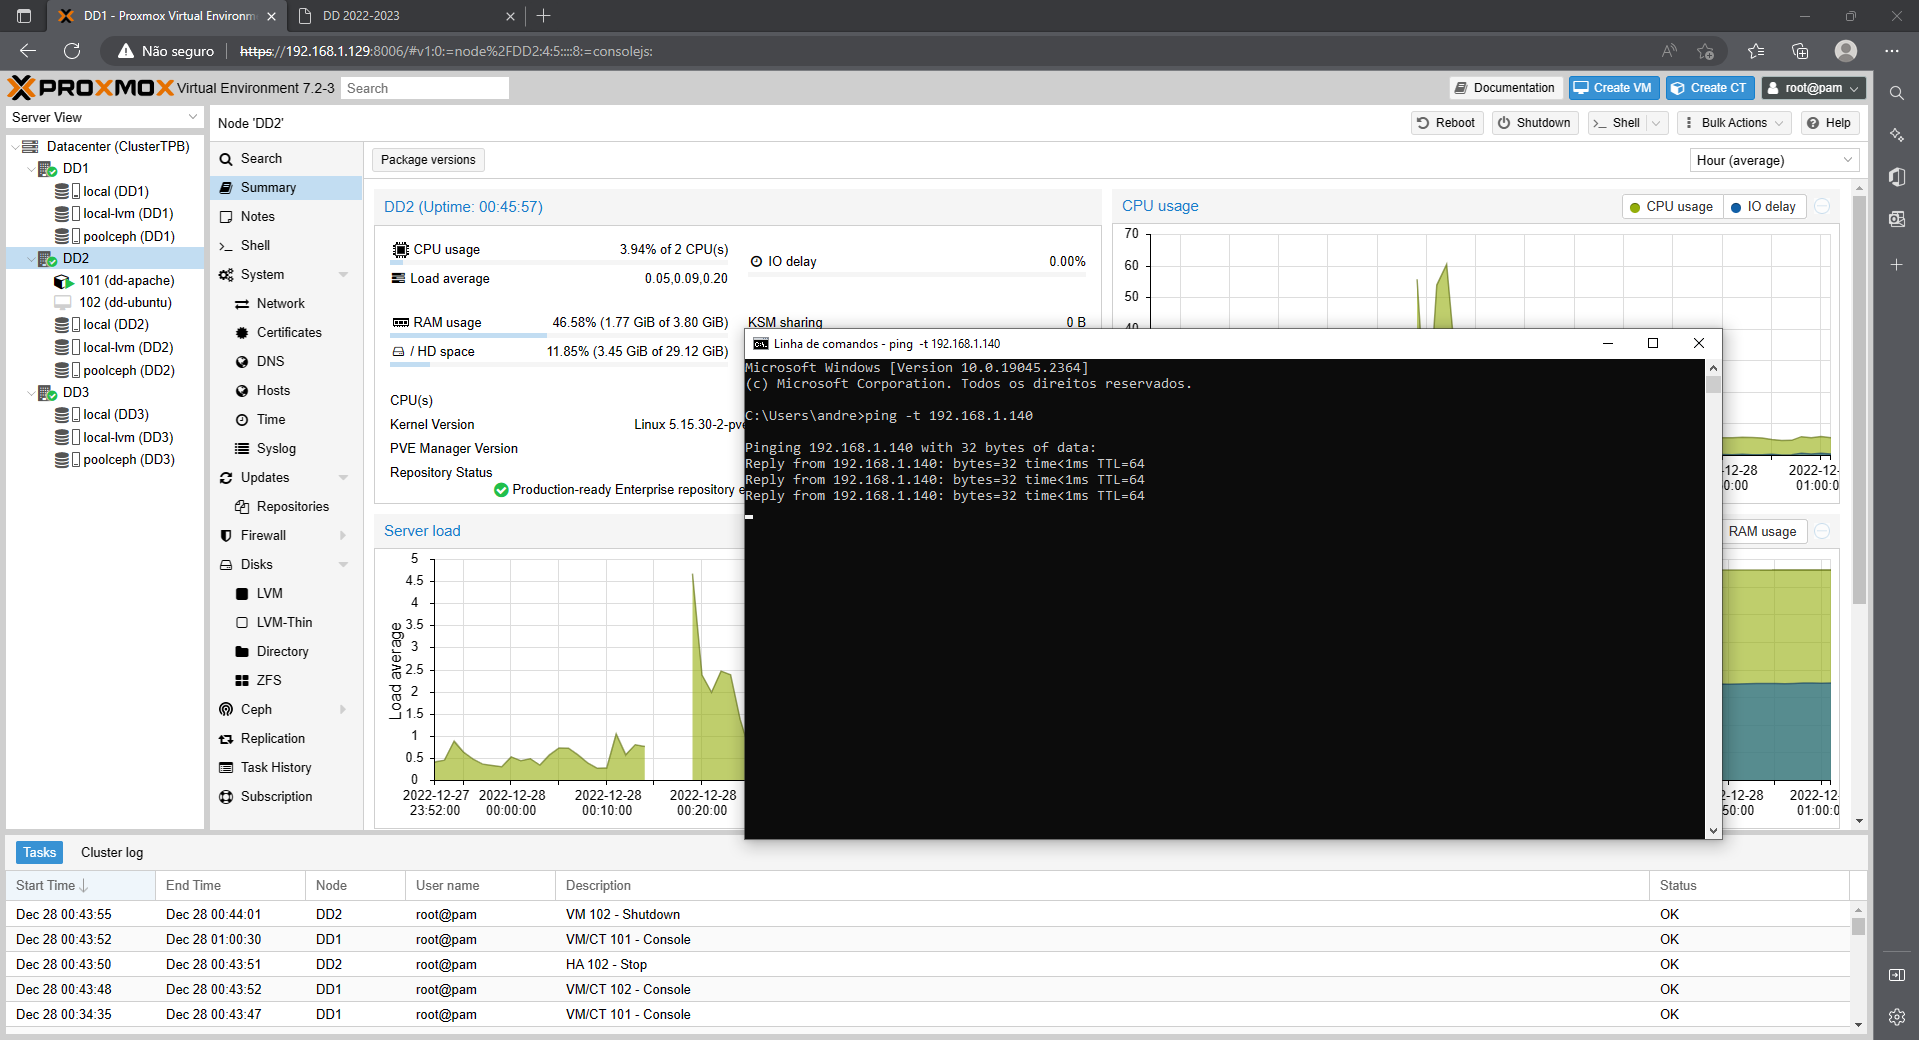 DD1 - Proxmox Virtual Environm
DD 2022-2023
Não seguro
https://192.168.1.129:8006/#v1:0:=node%2FDD2:4:5::::8:=consolejs:
PROXMOX Virtual Environment 7.2-3
Search
Documentation
Create VM
Create CT
root@pam
Server View
Datacenter (ClusterTPB)
DD1
local (DD1)
local-lvm (DD1)
poolceph (DD1)
DD2
101 (dd-apache)
102 (dd-ubuntu)
local (DD2)
local-lvm (DD2)
poolceph (DD2)
DD3
local (DD3)
local-lvm (DD3)
poolceph (DD3)
Node 'DD2'
Reboot
Shutdown
Shell
Bulk Actions
Help
Search
Summary
Notes
Shell
System
Network
Certificates
DNS
Hosts
Time
Syslog
Updates
Repositories
Firewall
Disks
LVM
LVM-Thin
Directory
ZFS
Ceph
Replication
Task History
Subscription
Package versions
Hour (average)
DD2 (Uptime: 00:45:57)
CPU usage 3.94% of 2 CPU(s)
IO delay 0.00%
Load average 0.05,0.09,0.20
RAM usage 46.58% (1.77 GiB of 3.80 GiB)
KSM sharing 0 B
/ HD space 11.85% (3.45 GiB of 29.12 GiB)
CPU(s)
Kernel Version Linux 5.15.30-2-pve
PVE Manager Version
Repository Status
Production-ready Enterprise repository e
CPU usage
CPU usage
IO delay
70
60
50
40
2-12-28
0:00
2022-12-
01:00:0
Linha de comandos - ping -t 192.168.1.140
Microsoft Windows [Version 10.0.19045.2364]
(c) Microsoft Corporation. Todos os direitos reservados.
C:\Users\andre>ping -t 192.168.1.140
Pinging 192.168.1.140 with 32 bytes of data:
Reply from 192.168.1.140: bytes=32 time<1ms TTL=64
Reply from 192.168.1.140: bytes=32 time<1ms TTL=64
Reply from 192.168.1.140: bytes=32 time<1ms TTL=64
Server load
Load average
5
4.5
4
3.5
3
2.5
2
1.5
1
0.5
0
2022-12-27
23:52:00
2022-12-28
00:00:00
2022-12-28
00:10:00
2022-12-28
00:20:00
RAM usage
2-12-28
50:00
2022-12-
01:00:0
Tasks
Cluster log
Start Time End Time Node User name Description Status
Dec 28 00:43:55 Dec 28 00:44:01 DD2 root@pam VM 102 - Shutdown OK
Dec 28 00:43:52 Dec 28 01:00:30 DD1 root@pam VM/CT 101 - Console OK
Dec 28 00:43:50 Dec 28 00:43:51 DD2 root@pam HA 102 - Stop OK
Dec 28 00:43:48 Dec 28 00:43:52 DD1 root@pam VM/CT 102 - Console OK
Dec 28 00:34:35 Dec 28 00:43:47 DD1 root@pam VM/CT 101 - Console OK